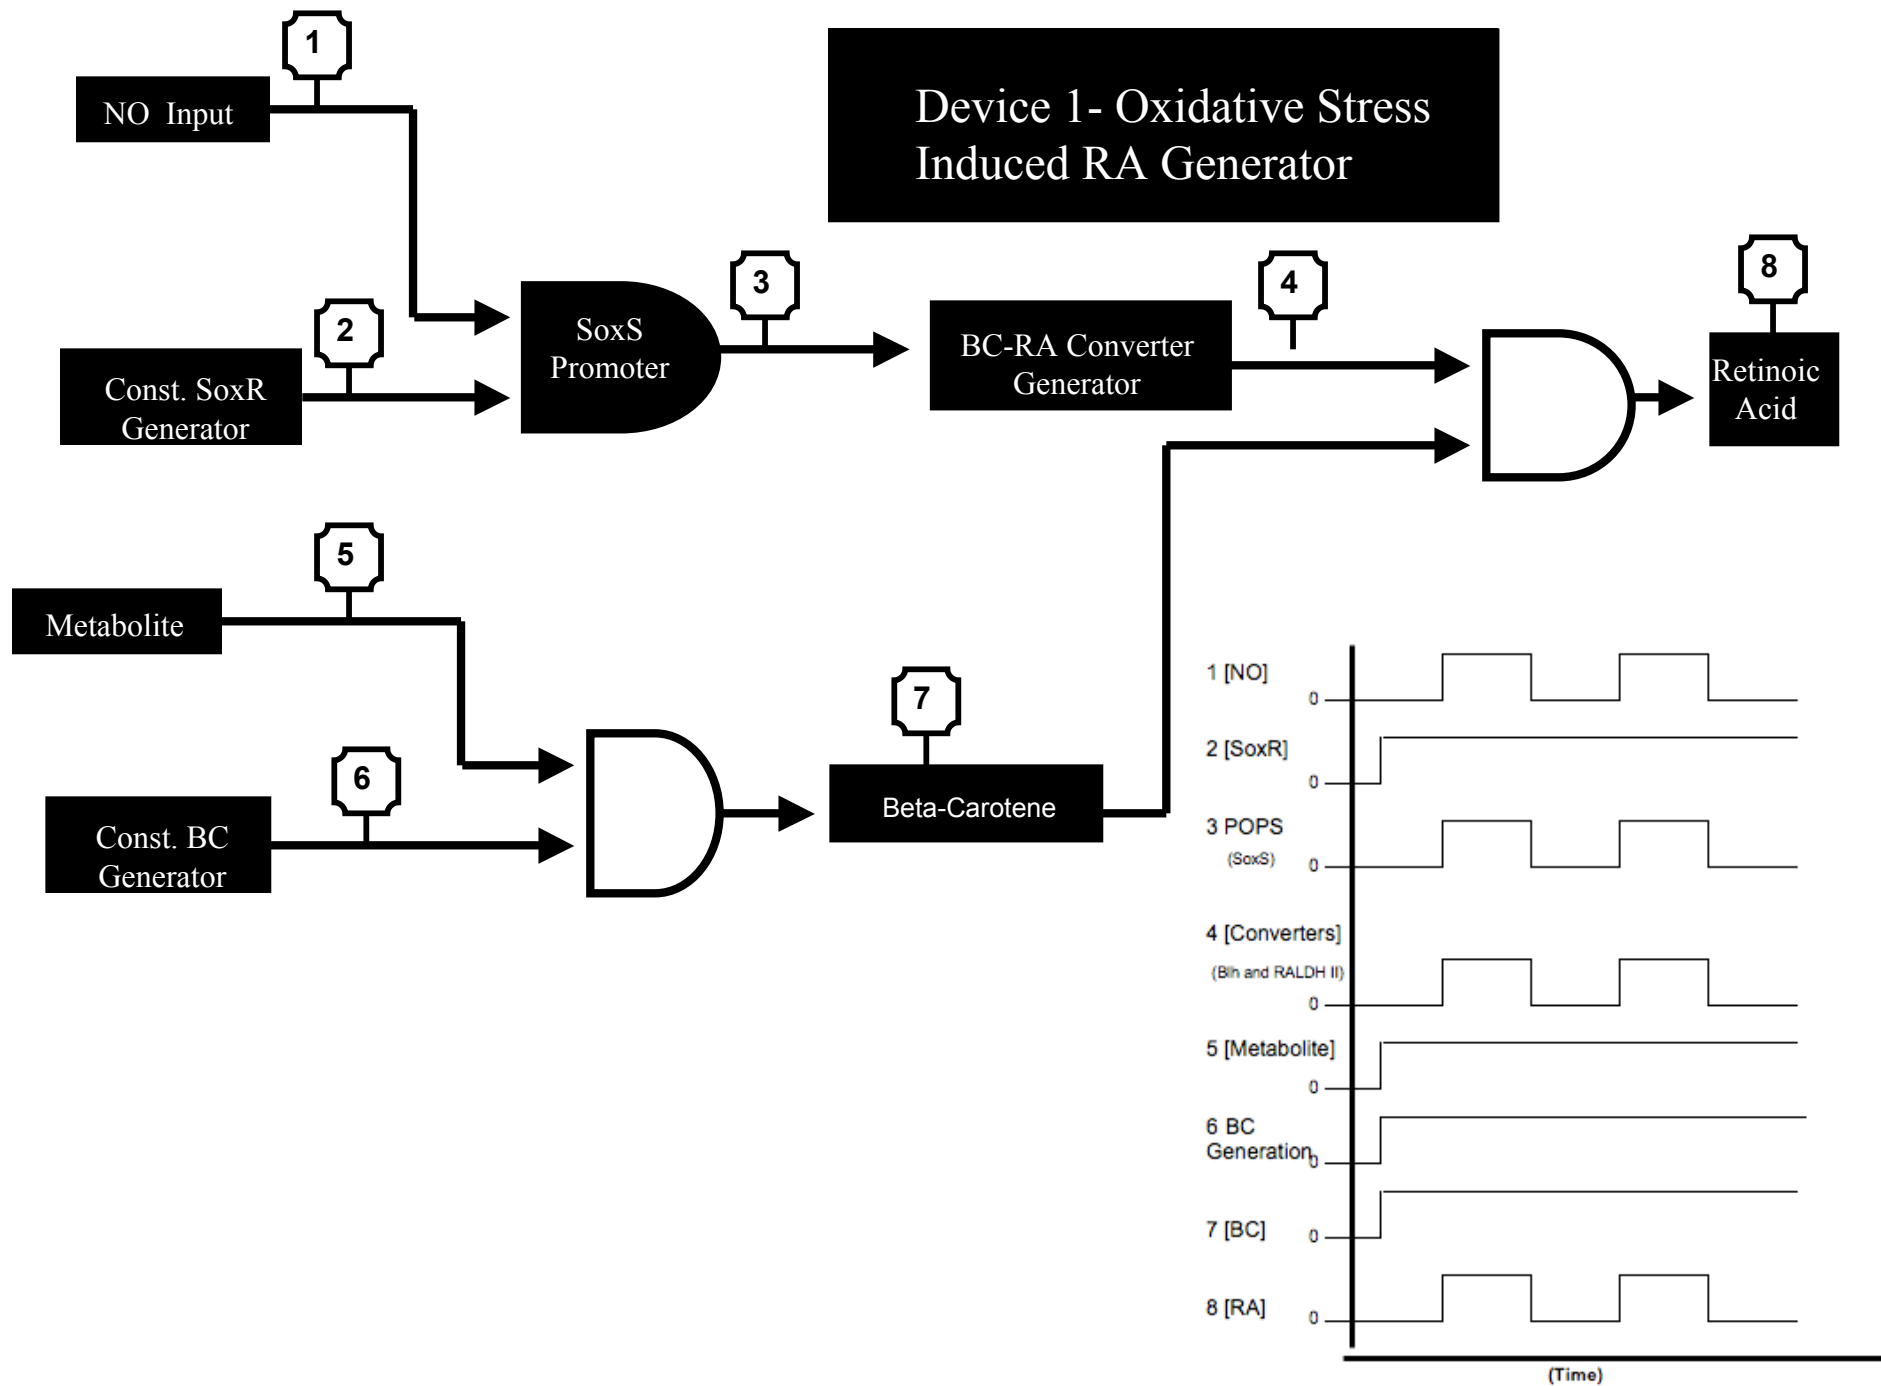 1
NO Input
Device 1- Oxidative Stress
Induced RA Generator
2
Const. SoxR
Generator
SoxS
Promoter
3
BC-RA Converter
Generator
4
8
Retinoic
Acid
5
Metabolite
6
Const. BC
Generator
7
Beta-Carotene
1 [NO]
0
2 [SoxR]
0
3 POPS
(SoxS)
0
4 [Converters]
(Blh and RALDH II)
0
5 [Metabolite]
0
6 BC
Generation
0
7 [BC]
0
8 [RA]
0
(Time)